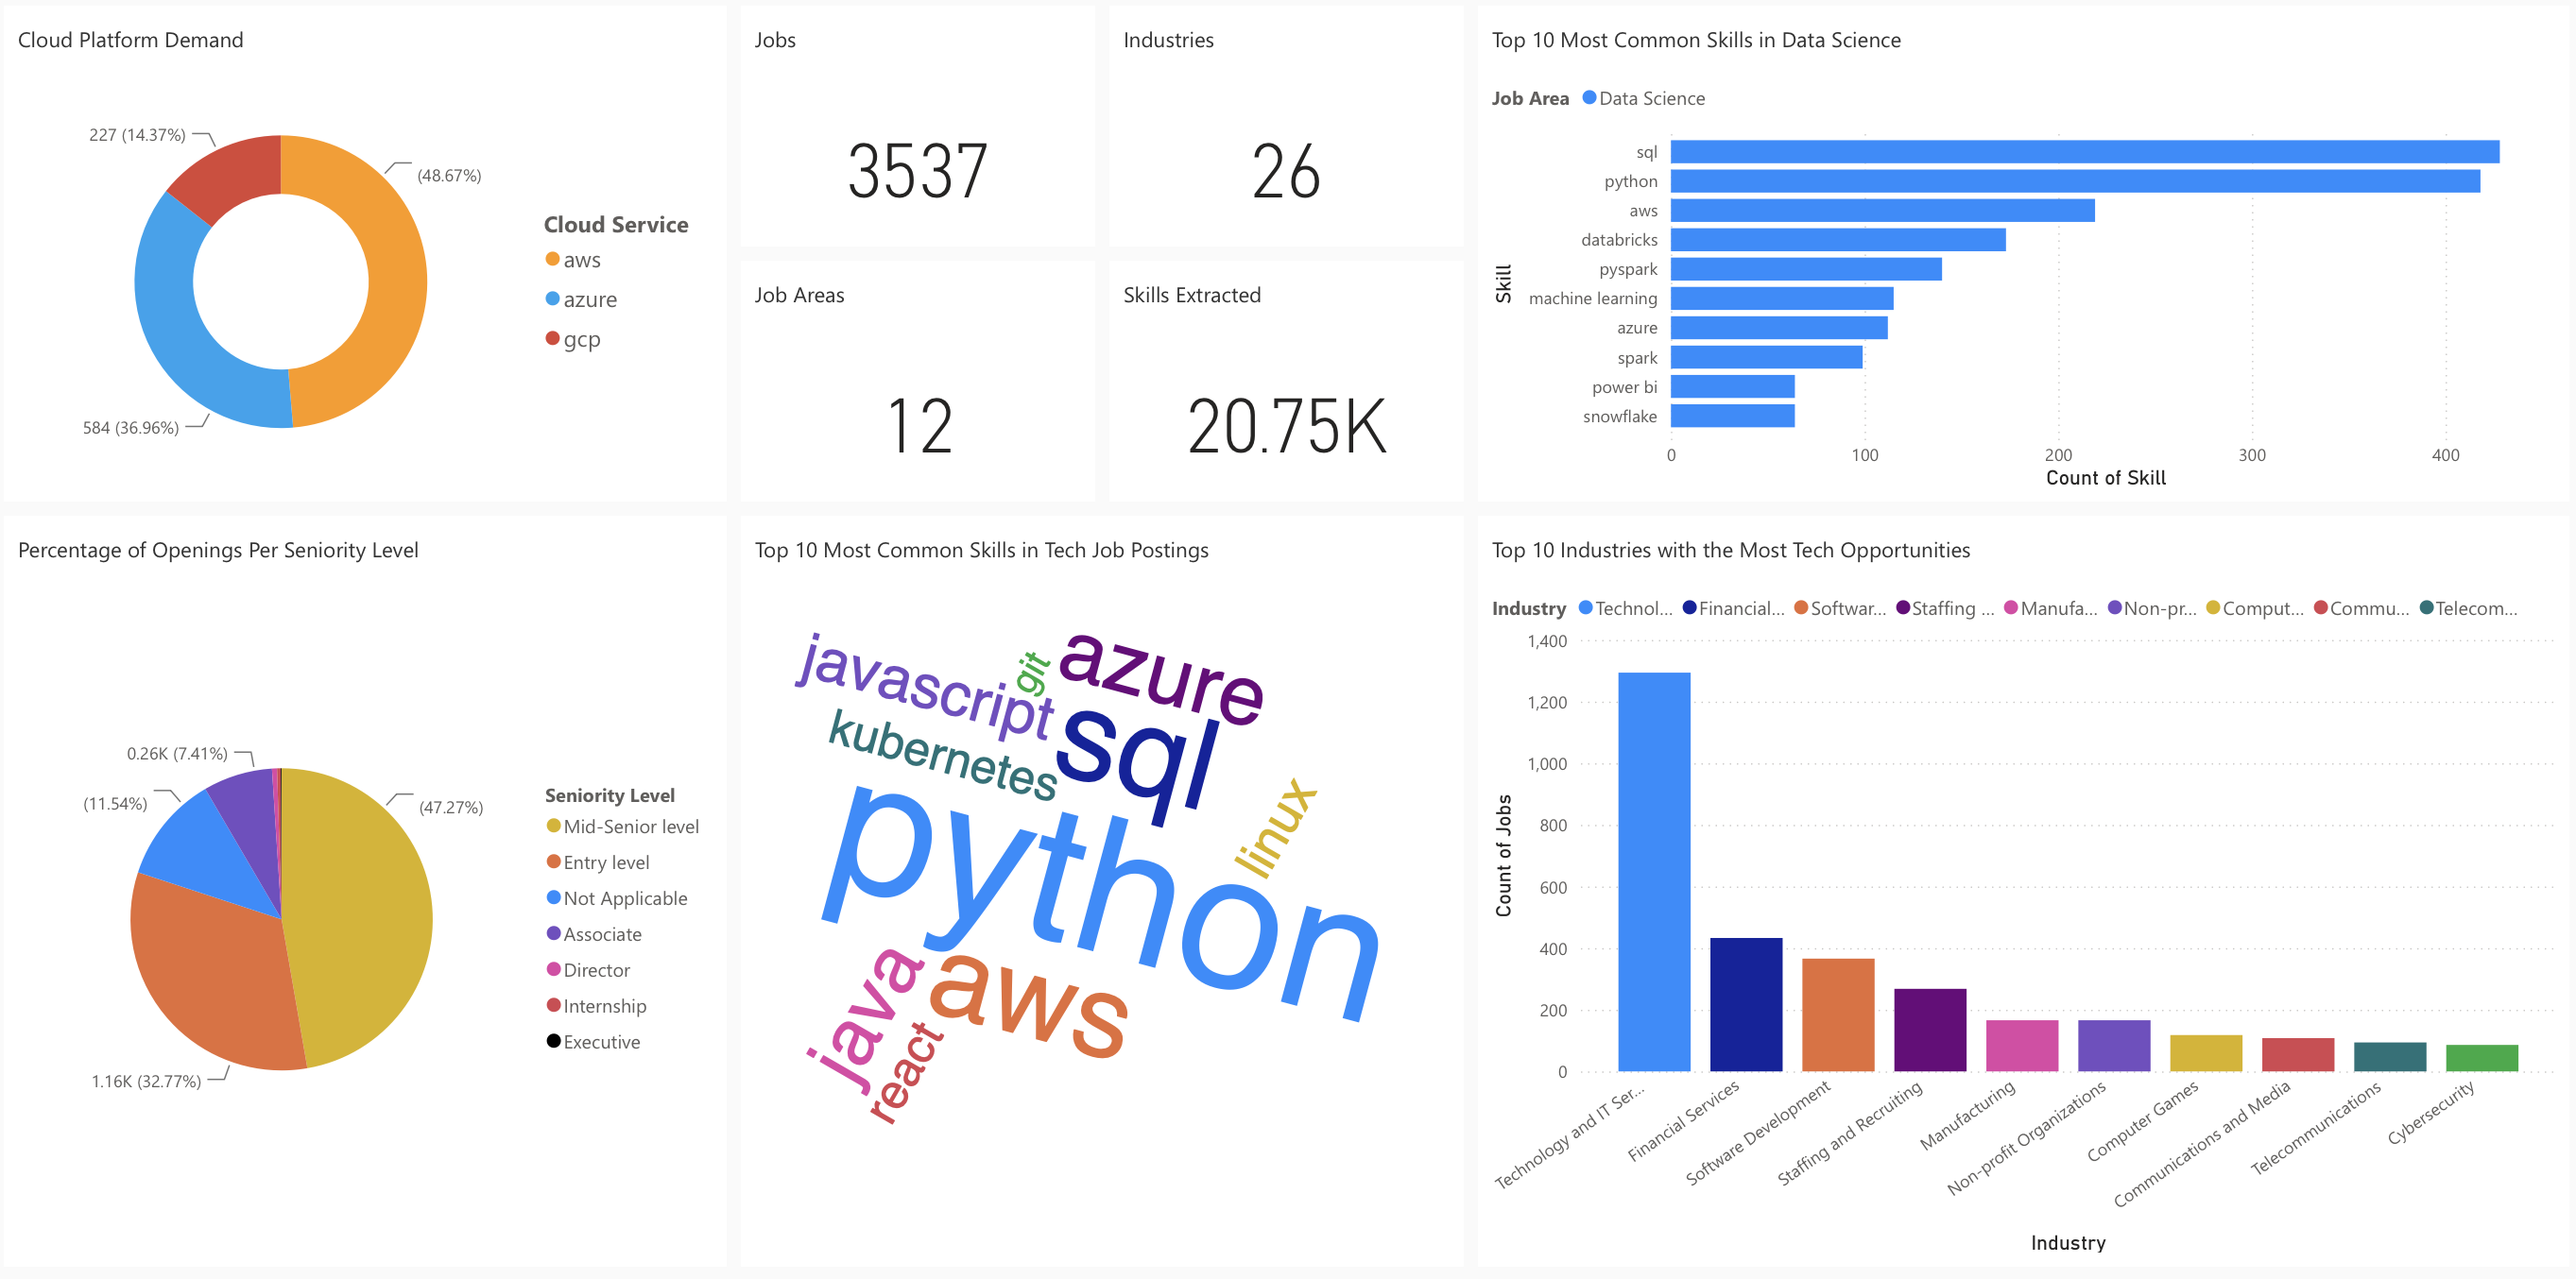 Cloud Platform Demand
227 (14.37%)
(48.67%)
584 (36.96%)
Cloud Service
aws
azure
gcp
Jobs
3537
Industries
26
Job Areas
12
Skills Extracted
20.75K
Top 10 Most Common Skills in Data Science
Job Area Data Science
Skill
sql
python
aws
databricks
pyspark
machine learning
azure
spark
power bi
snowflake
0 100 200 300 400
Count of Skill
Percentage of Openings Per Seniority Level
0.26K (7.41%)
(11.54%)
(47.27%)
1.16K (32.77%)
Seniority Level
Mid-Senior level
Entry level
Not Applicable
Associate
Director
Internship
Executive
Top 10 Most Common Skills in Tech Job Postings
javascript
git
azure
kubernetes
sql
linux
python
java
aws
react
Top 10 Industries with the Most Tech Opportunities
Industry Technol... Financial... Softwar... Staffing ... Manufa... Non-pr... Comput... Commu... Telecom...
Count of Jobs
1,400
1,200
1,000
800
600
400
200
0
Technology and IT Ser...
Financial Services
Software Development
Staffing and Recruiting
Manufacturing
Non-profit Organizations
Computer Games
Communications and Media
Telecommunications
Cybersecurity
Industry